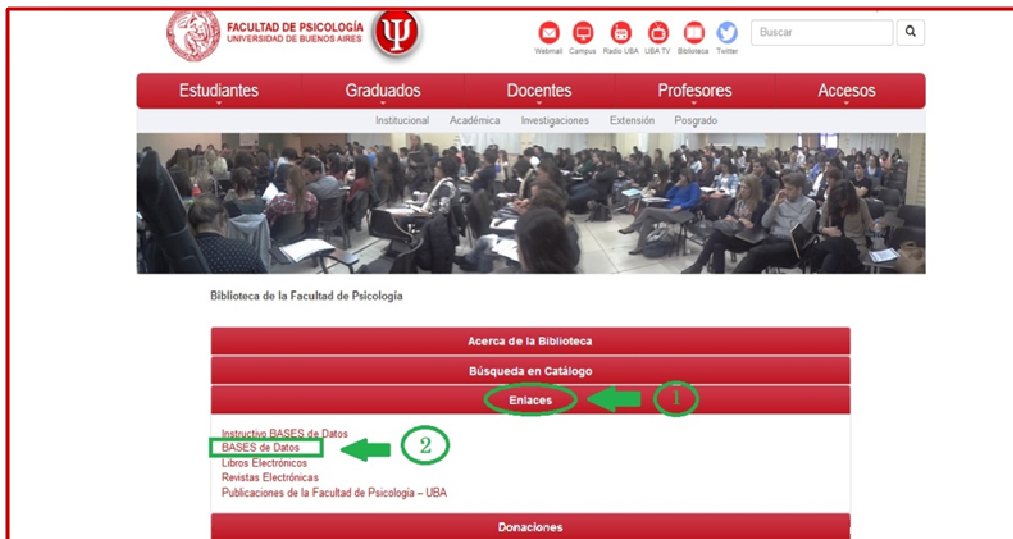 FACULTAD DE PSICOLOGÍA
UNIVERSIDAD DE BUENOS AIRES
Webmail Campus Radio UBA UBA TV Biblioteca Twitter
Buscar
Estudiantes Graduados Docentes Profesores Accesos
Institucional Académica Investigaciones Extensión Posgrado
Biblioteca de la Facultad de Psicología
Acerca de la Biblioteca
Búsqueda en Catálogo
Enlaces 1
Instructivo BASES de Datos
BASES de Datos 2
Libros Electrónicos
Revistas Electrónicas
Publicaciones de la Facultad de Psicología – UBA
Donaciones